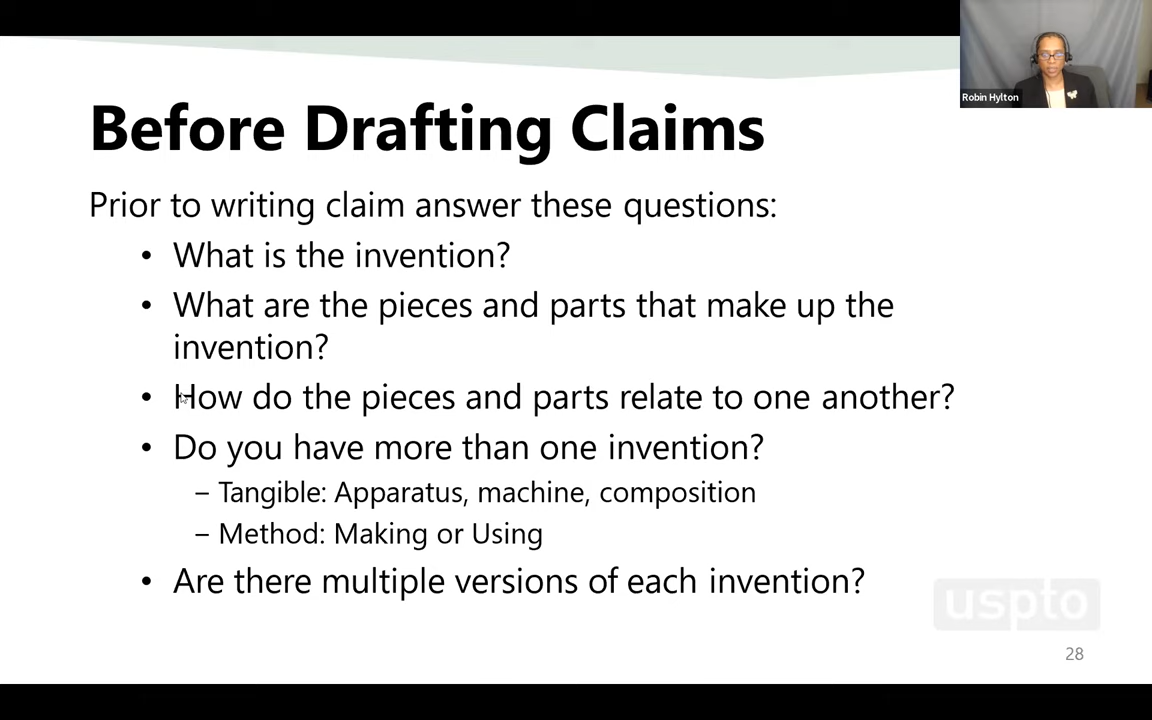 Robin Hylton
Before Drafting Claims
Prior to writing claim answer these questions:
• What is the invention?
• What are the pieces and parts that make up the
invention?
• How do the pieces and parts relate to one another?
• Do you have more than one invention?
– Tangible: Apparatus, machine, composition
– Method: Making or Using
• Are there multiple versions of each invention?
uspto
28